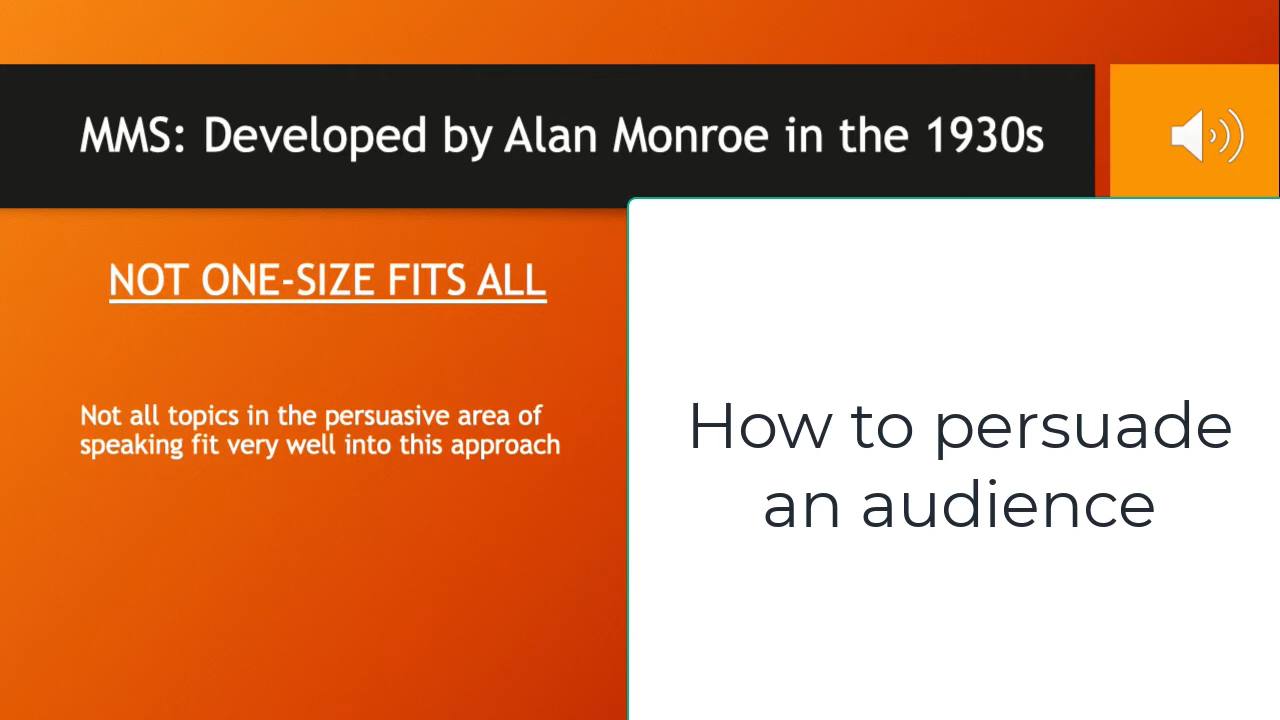 MMS: Developed by Alan Monroe in the 1930s
NOT ONE-SIZE FITS ALL
Not all topics in the persuasive area of
speaking fit very well into this approach
How to persuade
an audience